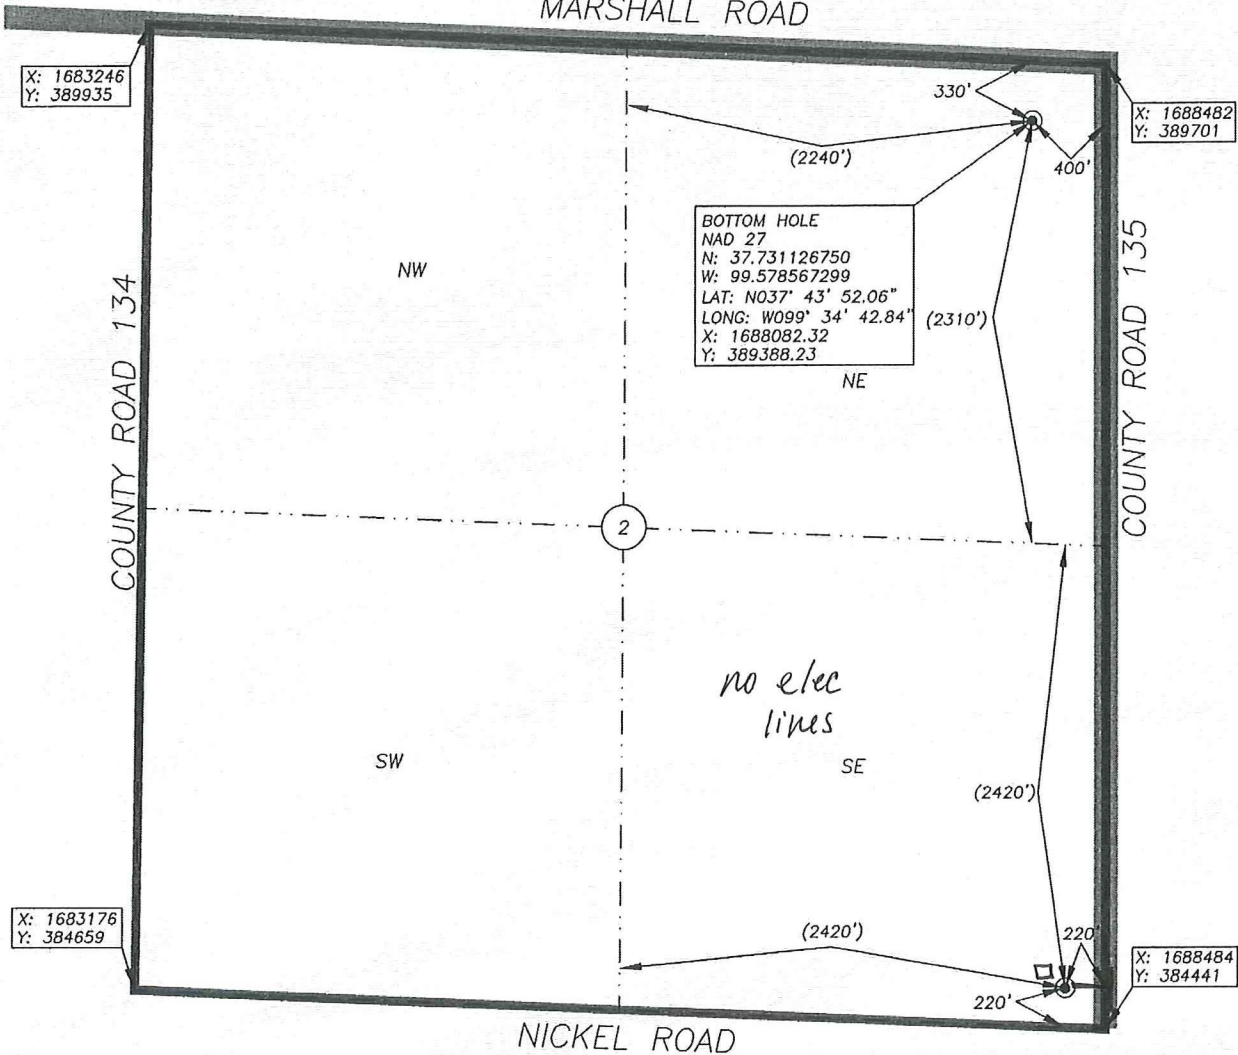 MARSHALL ROAD
X: 1683246
Y: 389935
330'
X: 1688482
Y: 389701
(2240')
400'
BOTTOM HOLE
NAD 27
N: 37.731126750
W: 99.578567299
LAT: N037° 43' 52.06"
LONG: W099° 34' 42.84"
X: 1688082.32
Y: 389388.23
NW
(2310')
NE
COUNTY ROAD 134
COUNTY ROAD 135
2
no elec
lines
SW
SE
(2420')
X: 1683176
Y: 384659
(2420')
220'
X: 1688484
Y: 384441
220'
NICKEL ROAD